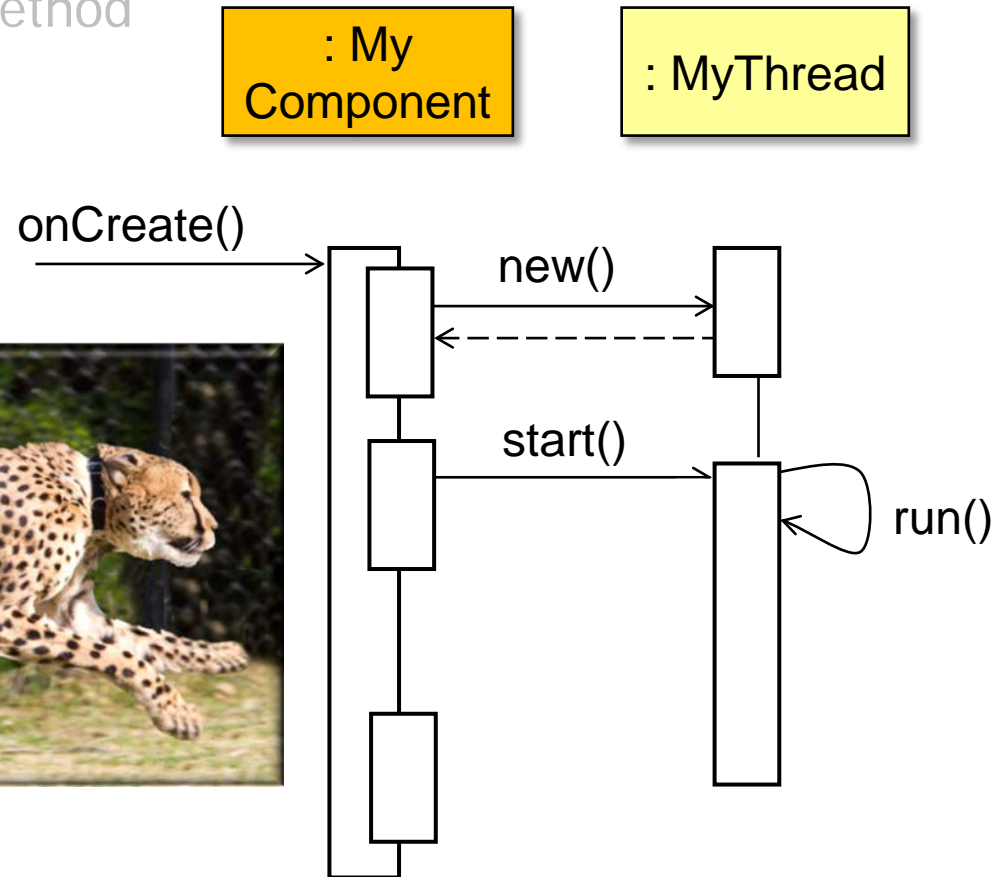 : My
Component
: MyThread
onCreate()
new()
start()
run()